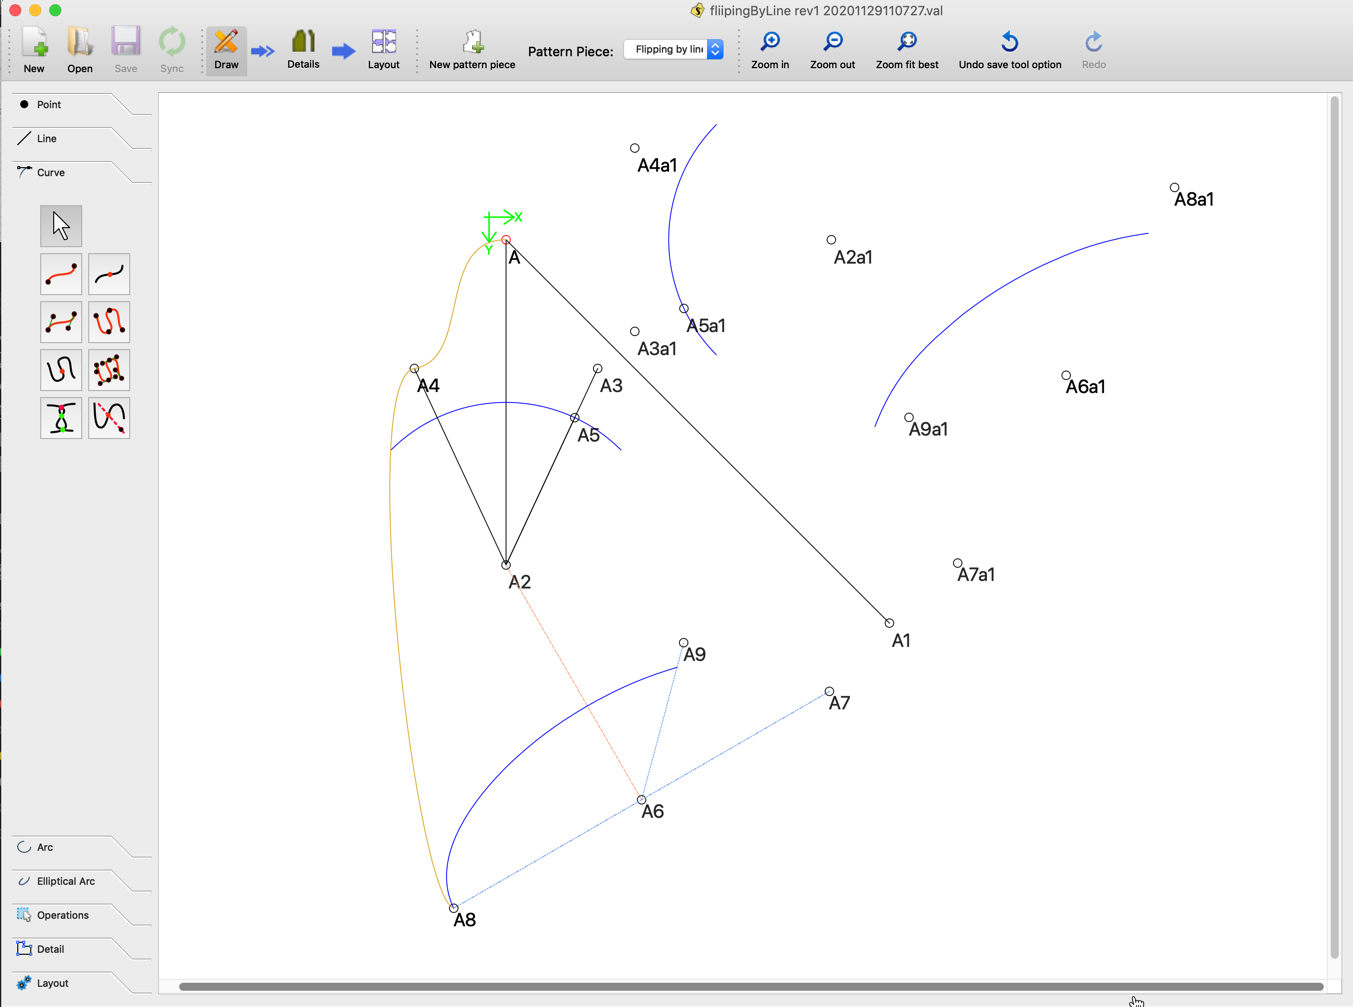 fliipingByLine rev1 20201129110727.val
New
Open
Save
Sync
Draw
Details
Layout
New pattern piece
Pattern Piece:
Flipping by line
Zoom in
Zoom out
Zoom fit best
Undo save tool option
Redo
Point
Line
Curve
Arc
Elliptical Arc
Operations
Detail
Layout
A4a1
A8a1
X
Y
A
A2a1
A5a1
A3a1
A4
A3
A6a1
A5
A9a1
A2
A7a1
A1
A9
A7
A6
A8